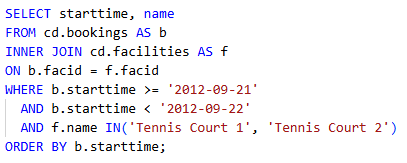 SELECT starttime, name
FROM cd.bookings AS b
INNER JOIN cd.facilities AS f
ON b.facid = f.facid
WHERE b.starttime >= '2012-09-21'
  AND b.starttime < '2012-09-22'
  AND f.name IN('Tennis Court 1', 'Tennis Court 2')
ORDER BY b.starttime;